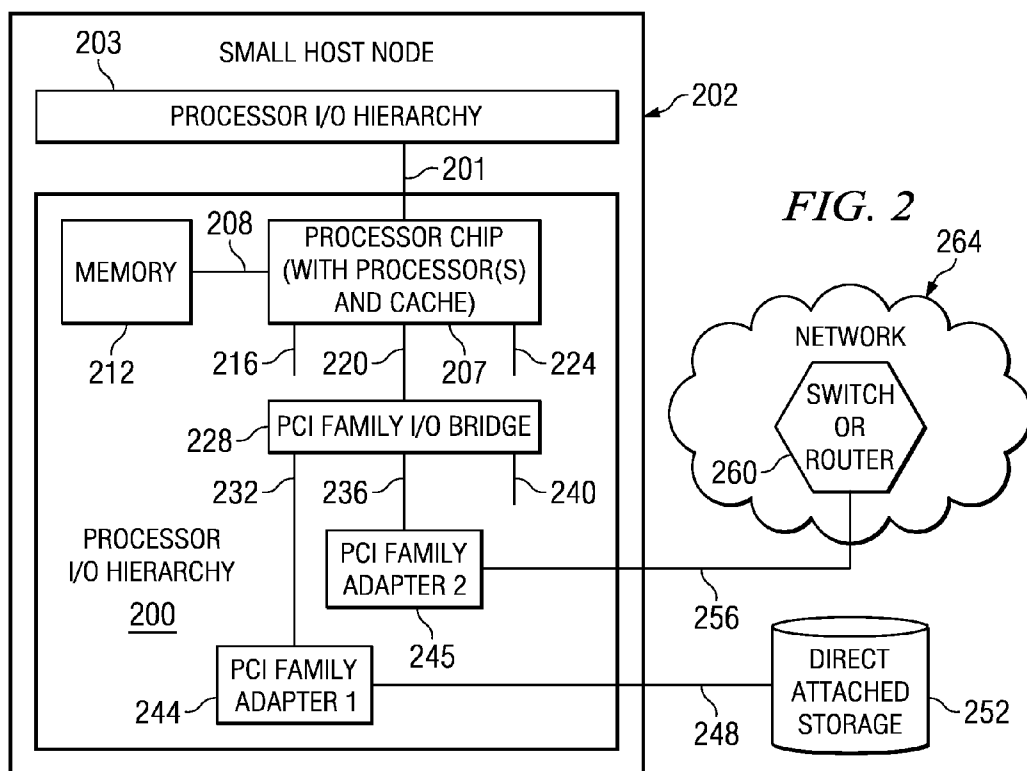 203
SMALL HOST NODE
PROCESSOR I/O HIERARCHY
202
201
FIG. 2
208
MEMORY
PROCESSOR CHIP
(WITH PROCESSOR(S)
AND CACHE)
264
212
216
220
207
224
NETWORK
SWITCH
OR
ROUTER
260
228
PCI FAMILY I/O BRIDGE
232
236
240
PROCESSOR
I/O HIERARCHY
200
PCI FAMILY
ADAPTER 2
245
256
244
PCI FAMILY
ADAPTER 1
248
DIRECT
ATTACHED
STORAGE
252